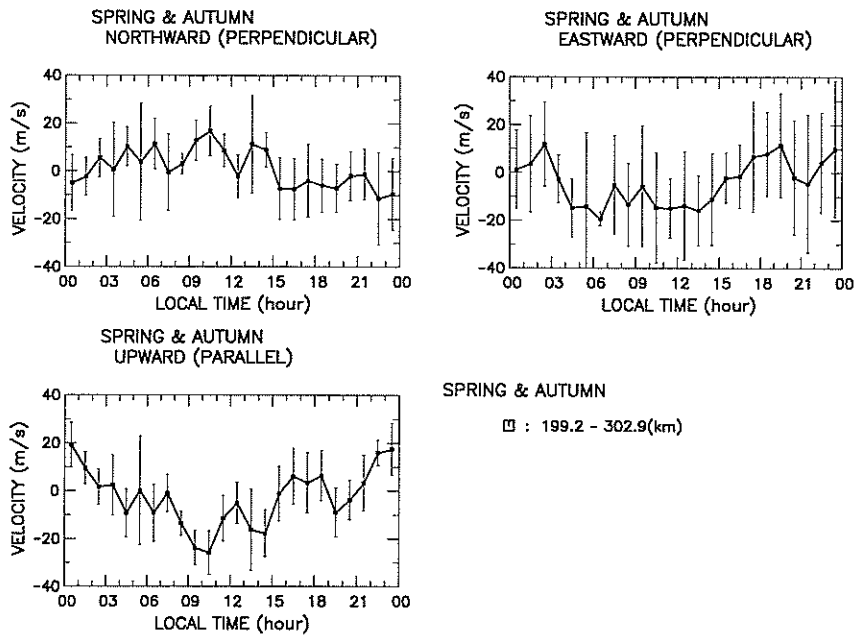 SPRING & AUTUMN
NORTHWARD (PERPENDICULAR)
VELOCITY (m/s)
40
20
0
-20
-40
00 03 06 09 12 15 18 21 00
LOCAL TIME (hour)
SPRING & AUTUMN
EASTWARD (PERPENDICULAR)
VELOCITY (m/s)
40
20
0
-20
-40
00 03 06 09 12 15 18 21 00
LOCAL TIME (hour)
SPRING & AUTUMN
UPWARD (PARALLEL)
VELOCITY (m/s)
40
20
0
-20
-40
00 03 06 09 12 15 18 21 00
LOCAL TIME (hour)
SPRING & AUTUMN
: 199.2 - 302.9(km)